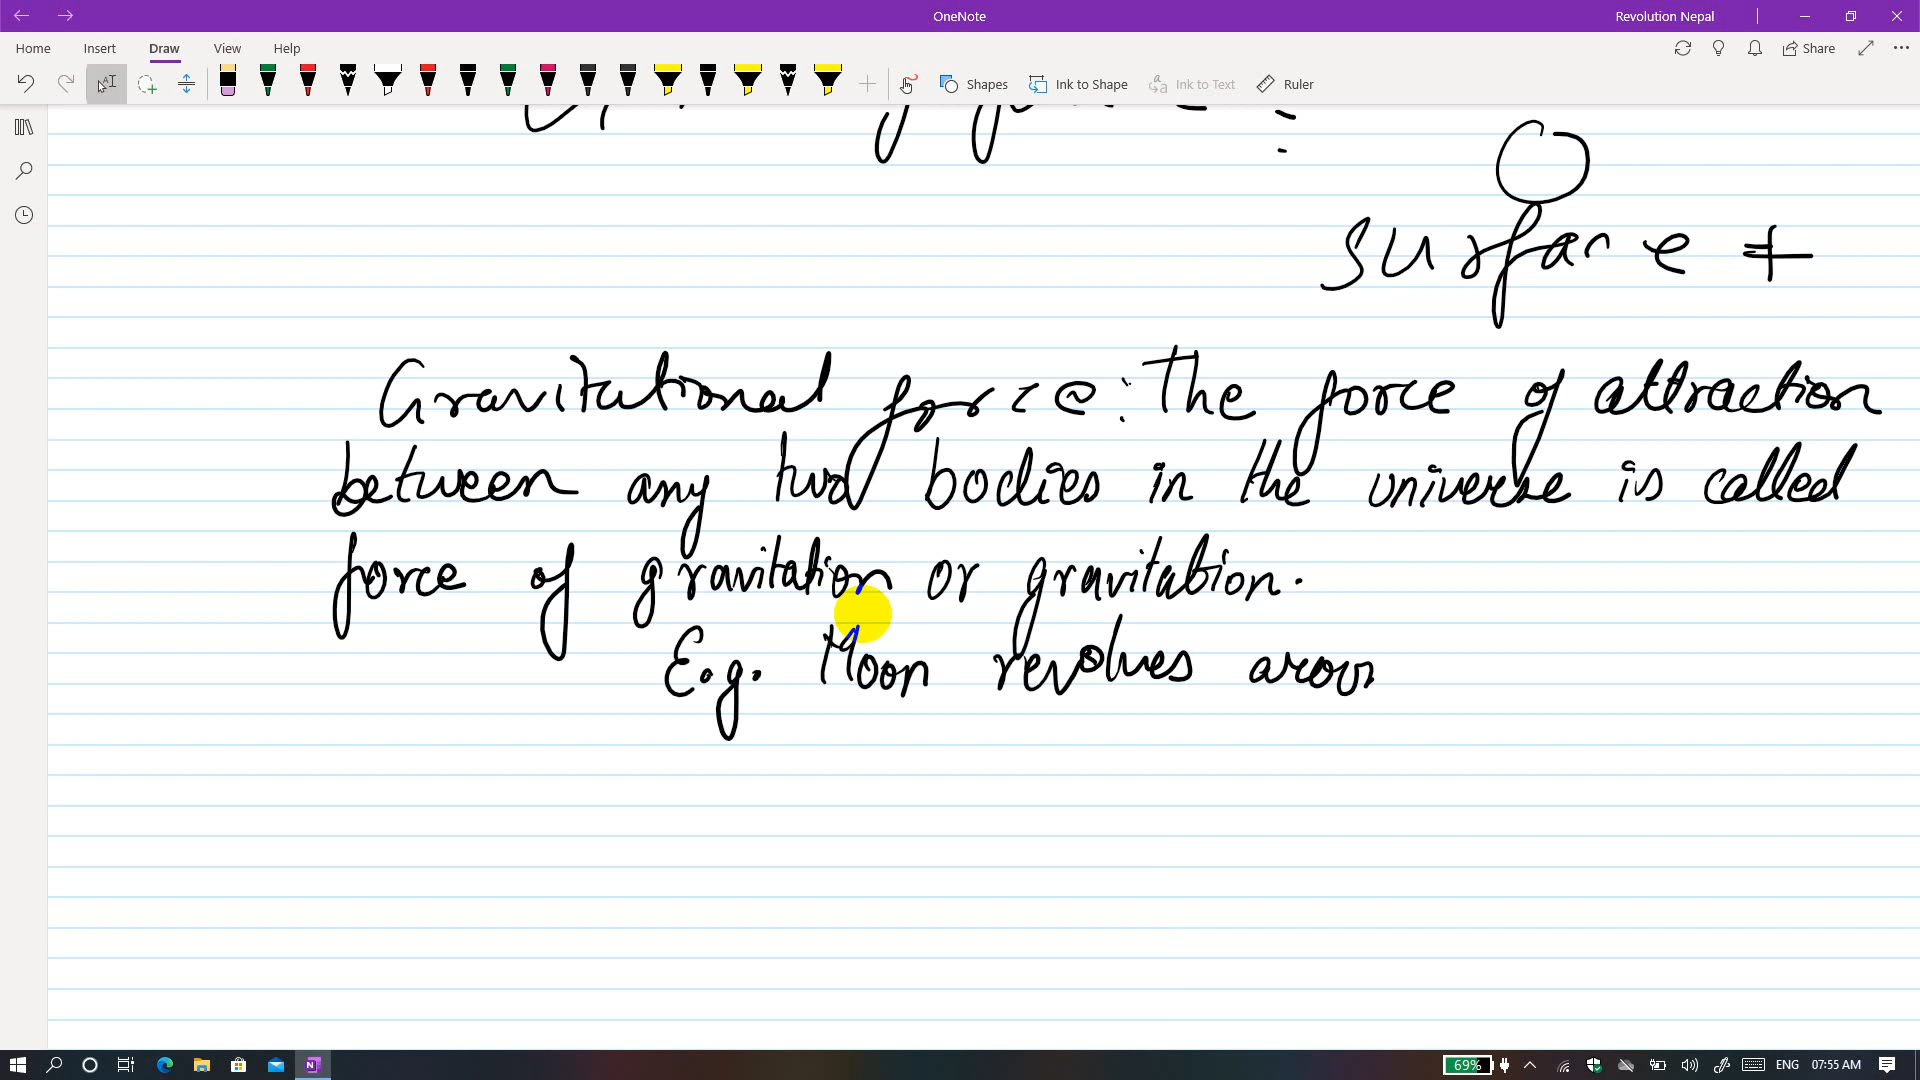 OneNote
Revolution Nepal
Home Insert Draw View Help
Share
Shapes Ink to Shape Ink to Text Ruler
surface
Gravitational force: The force of attraction
between any two bodies in the universe is called
force of gravitation or gravitation.
E.g. Moon revolves aroun
69% ENG 07:55 AM